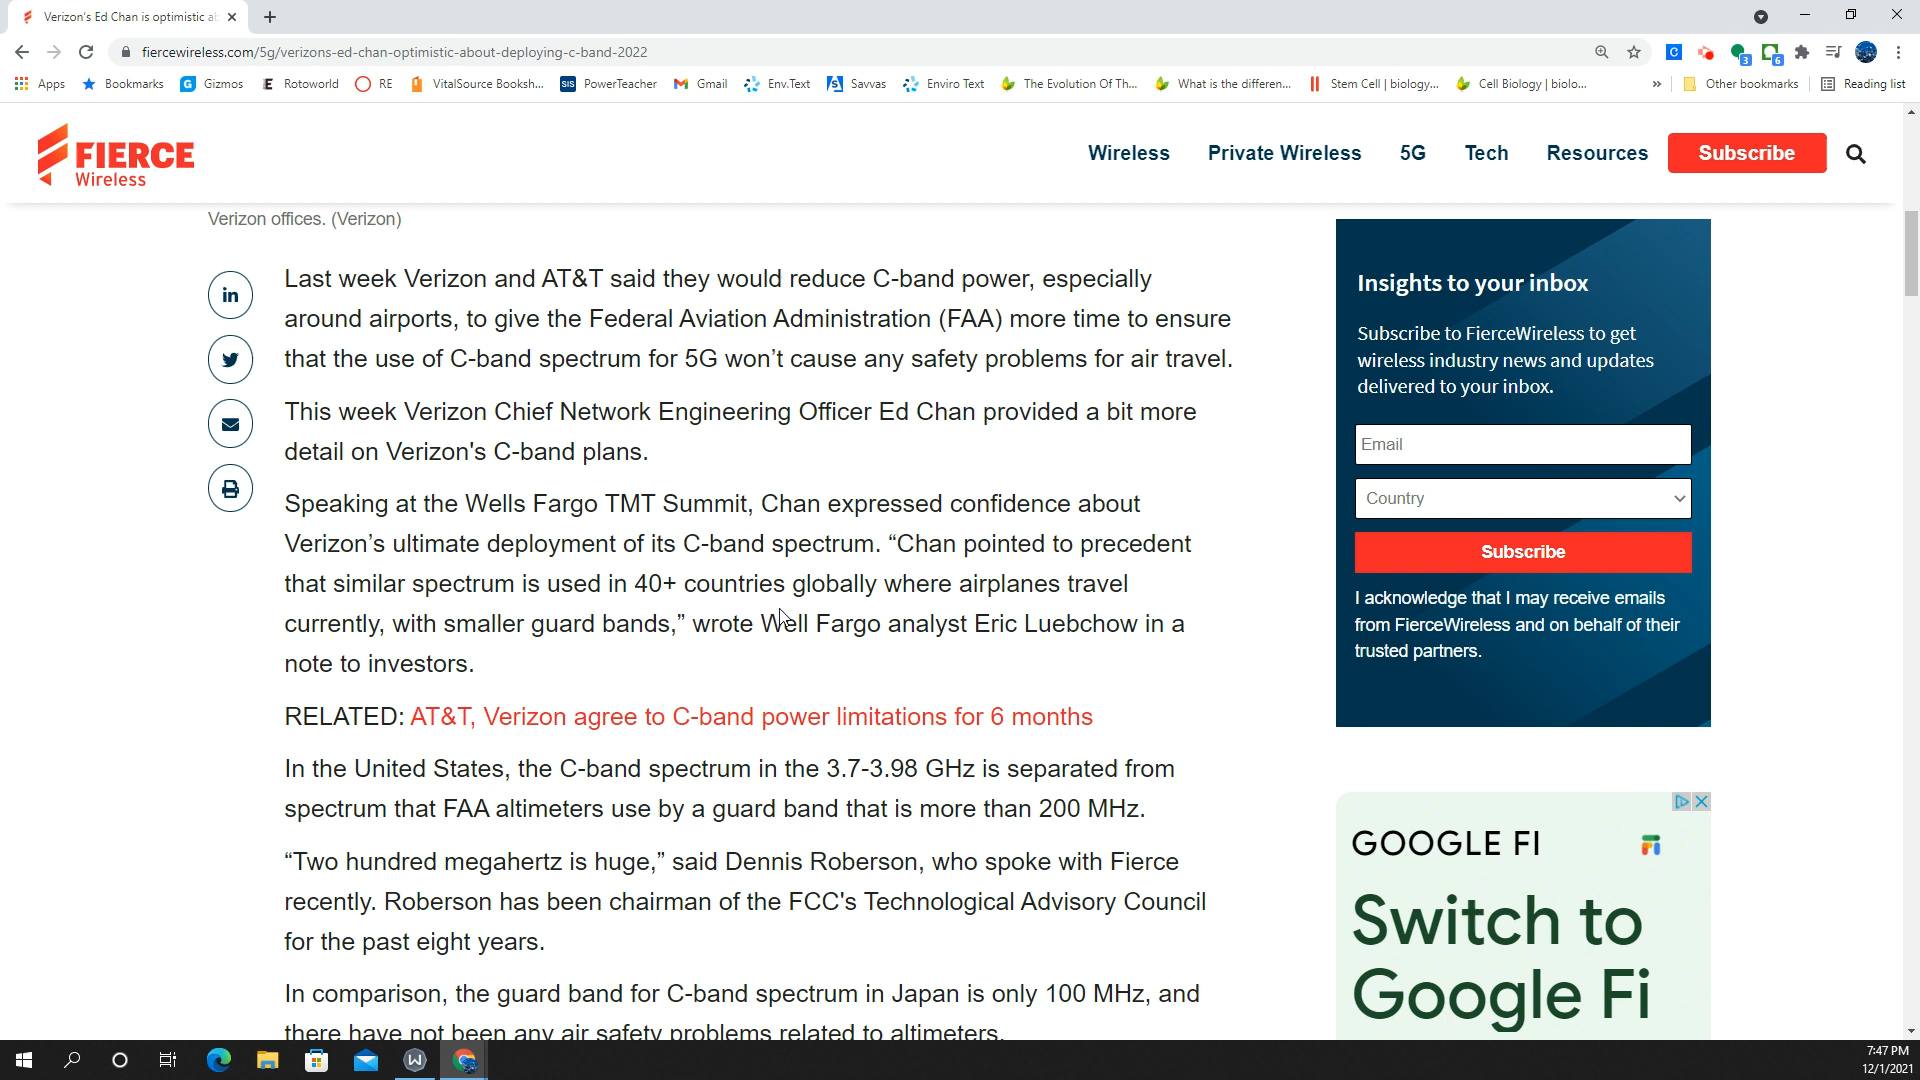 Verizon's Ed Chan is optimistic ab
fiercewireless.com/5g/verizons-ed-chan-optimistic-about-deploying-c-band-2022
C
3
6
Apps
Bookmarks
G Gizmos
E Rotoworld
RE
VitalSource Booksh...
SIS PowerTeacher
Gmail
Env.Text
S Savvas
Enviro Text
The Evolution Of Th...
What is the differen...
Stem Cell | biology...
Cell Biology | biolo...
»
Other bookmarks
Reading list
FIERCE
Wireless
Wireless
Private Wireless
5G
Tech
Resources
Subscribe
Verizon offices. (Verizon)
in
Last week Verizon and AT&T said they would reduce C-band power, especially
around airports, to give the Federal Aviation Administration (FAA) more time to ensure
that the use of C-band spectrum for 5G won’t cause any safety problems for air travel.
This week Verizon Chief Network Engineering Officer Ed Chan provided a bit more
detail on Verizon's C-band plans.
Speaking at the Wells Fargo TMT Summit, Chan expressed confidence about
Verizon’s ultimate deployment of its C-band spectrum. “Chan pointed to precedent
that similar spectrum is used in 40+ countries globally where airplanes travel
currently, with smaller guard bands,” wrote Well Fargo analyst Eric Luebchow in a
note to investors.
RELATED: AT&T, Verizon agree to C-band power limitations for 6 months
In the United States, the C-band spectrum in the 3.7-3.98 GHz is separated from
spectrum that FAA altimeters use by a guard band that is more than 200 MHz.
“Two hundred megahertz is huge,” said Dennis Roberson, who spoke with Fierce
recently. Roberson has been chairman of the FCC's Technological Advisory Council
for the past eight years.
In comparison, the guard band for C-band spectrum in Japan is only 100 MHz, and
there have not been any air safety problems related to altimeters.
Insights to your inbox
Subscribe to FierceWireless to get
wireless industry news and updates
delivered to your inbox.
Email
Country
Subscribe
I acknowledge that I may receive emails
from FierceWireless and on behalf of their
trusted partners.
GOOGLE FI
Switch to
Google Fi
W
7:47 PM
12/1/2021